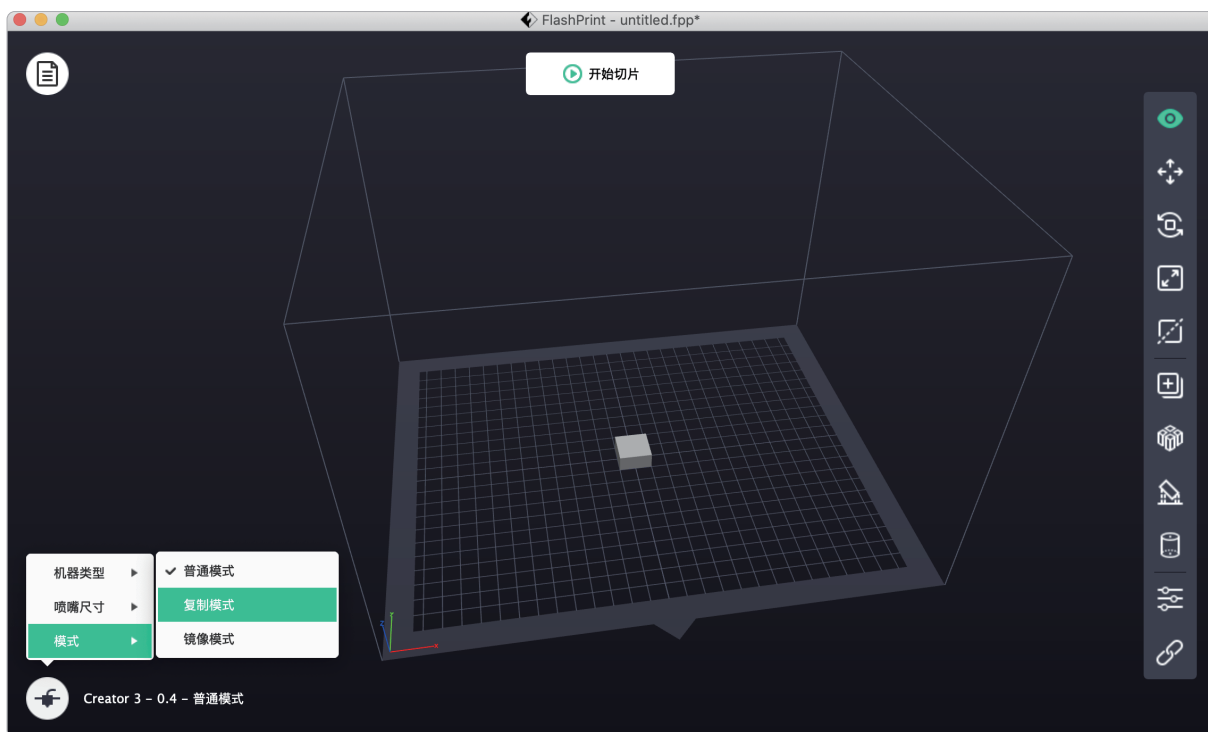 FlashPrint - untitled.fpp*
开始切片
机器类型
喷嘴尺寸
模式
普通模式
复制模式
镜像模式
Creator 3 - 0.4 - 普通模式